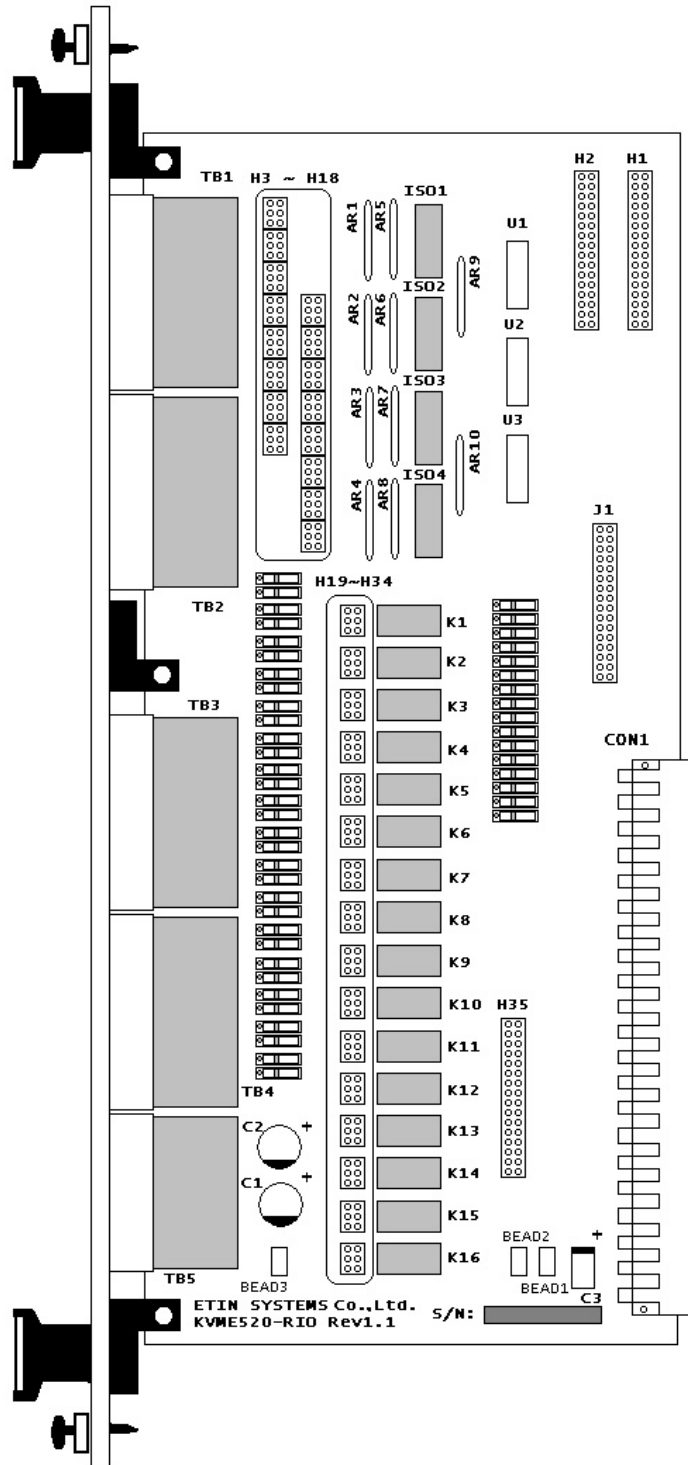 TB1 H3 ~ H18
AR1
AR5
ISO1
AR9
U1
H2
H1
AR2
AR6
ISO2
U2
AR3
AR7
ISO3
AR10
U3
AR4
AR8
ISO4
J1
H19~H34
TB2
K1
K2
TB3
K3
CON1
K4
K5
K6
K7
K8
K9
K10
H35
K11
TB4
K12
C2 +
K13
C1 +
K14
K15
K16
BEAD2
+
TB5
BEAD3
BEAD1
C3
ETIN SYSTEMS Co.,Ltd.
KVME520-RIO Rev1.1
S/N: